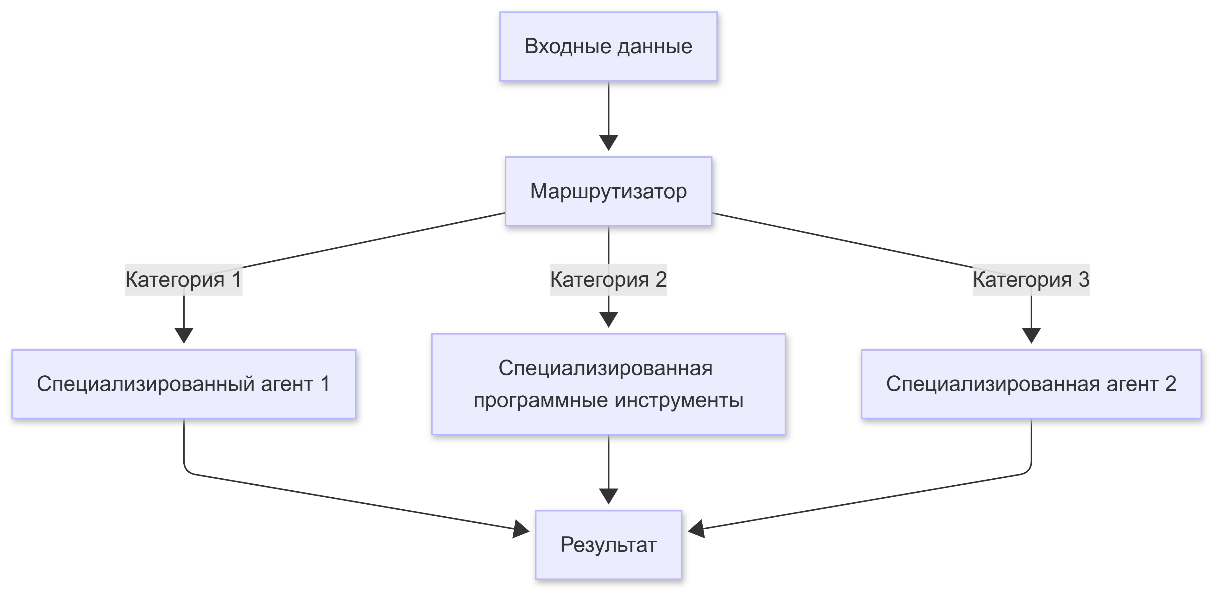 Входные данные
Маршрутизатор
Категория 1
Категория 2
Категория 3
Специализированный агент 1
Специализированная
программные инструменты
Специализированная агент 2
Результат